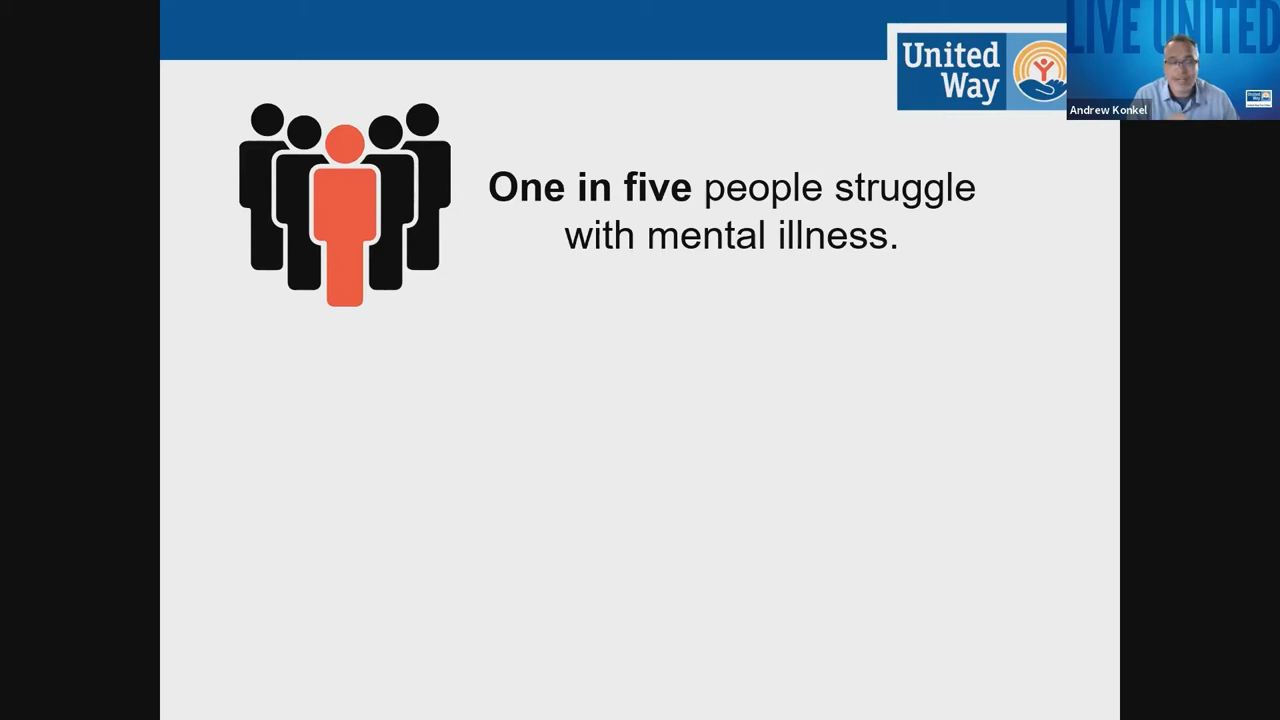 LIVE UNITED
United
Way
Andrew Konkel
One in five people struggle
with mental illness.